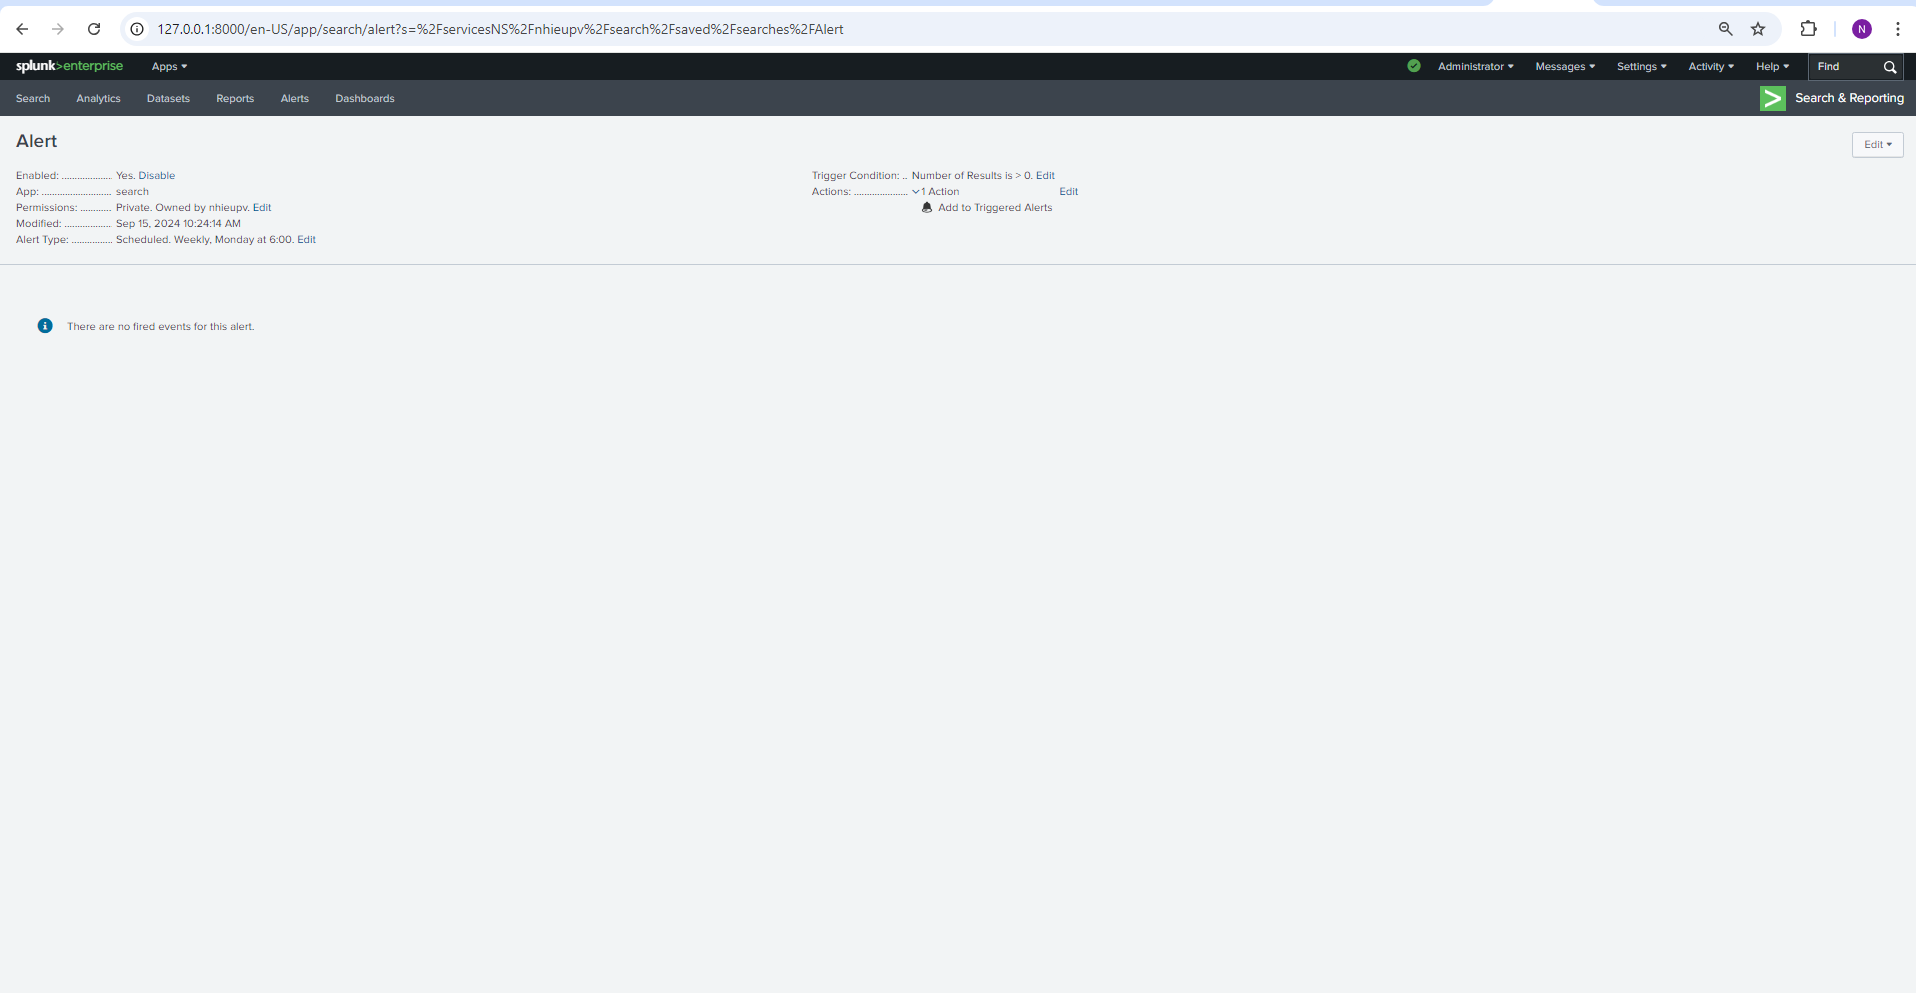 127.0.0.1:8000/en-US/app/search/alert?s=%2FservicesNS%2Fnhieupv%2Fsearch%2Fsaved%2Fsearches%2FAlert
N
splunk>enterprise Apps Administrator Messages Settings Activity Help Find
Search Analytics Datasets Reports Alerts Dashboards Search & Reporting
Alert
Edit
Enabled: ................... Yes. Disable
App: ........................... search
Permissions: ............ Private. Owned by nhieupv. Edit
Modified: .................. Sep 15, 2024 10:24:14 AM
Alert Type: ................ Scheduled. Weekly, Monday at 6:00. Edit
Trigger Condition: .. Number of Results is > 0. Edit
Actions: ..................... 1 Action Edit
Add to Triggered Alerts
There are no fired events for this alert.